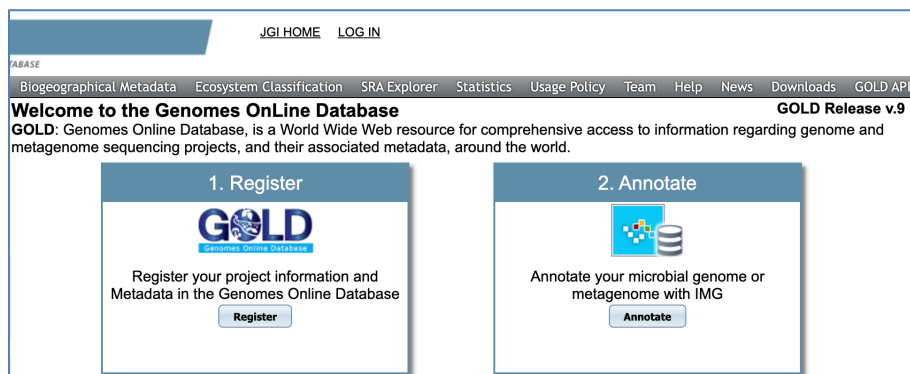 JGI HOME LOG IN
TABASE
Biogeographical Metadata Ecosystem Classification SRA Explorer Statistics Usage Policy Team Help News Downloads GOLD API
Welcome to the Genomes OnLine Database GOLD Release v.9
GOLD: Genomes Online Database, is a World Wide Web resource for comprehensive access to information regarding genome and
metagenome sequencing projects, and their associated metadata, around the world.
1. Register
GOLD
Genomes Online Database
Register your project information and
Metadata in the Genomes Online Database
Register
2. Annotate
Annotate your microbial genome or
metagenome with IMG
Annotate